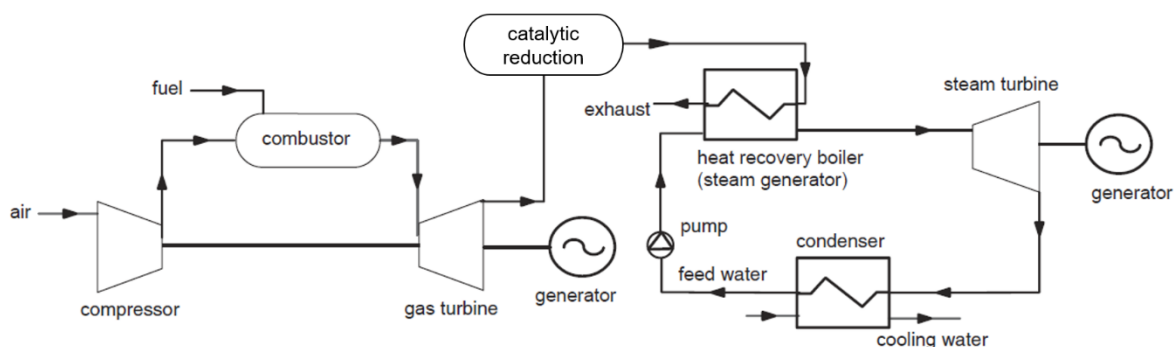 catalytic
reduction
fuel
combustor
air
compressor
gas turbine
generator
exhaust
heat recovery boiler
(steam generator)
steam turbine
generator
pump
condenser
feed water
cooling water